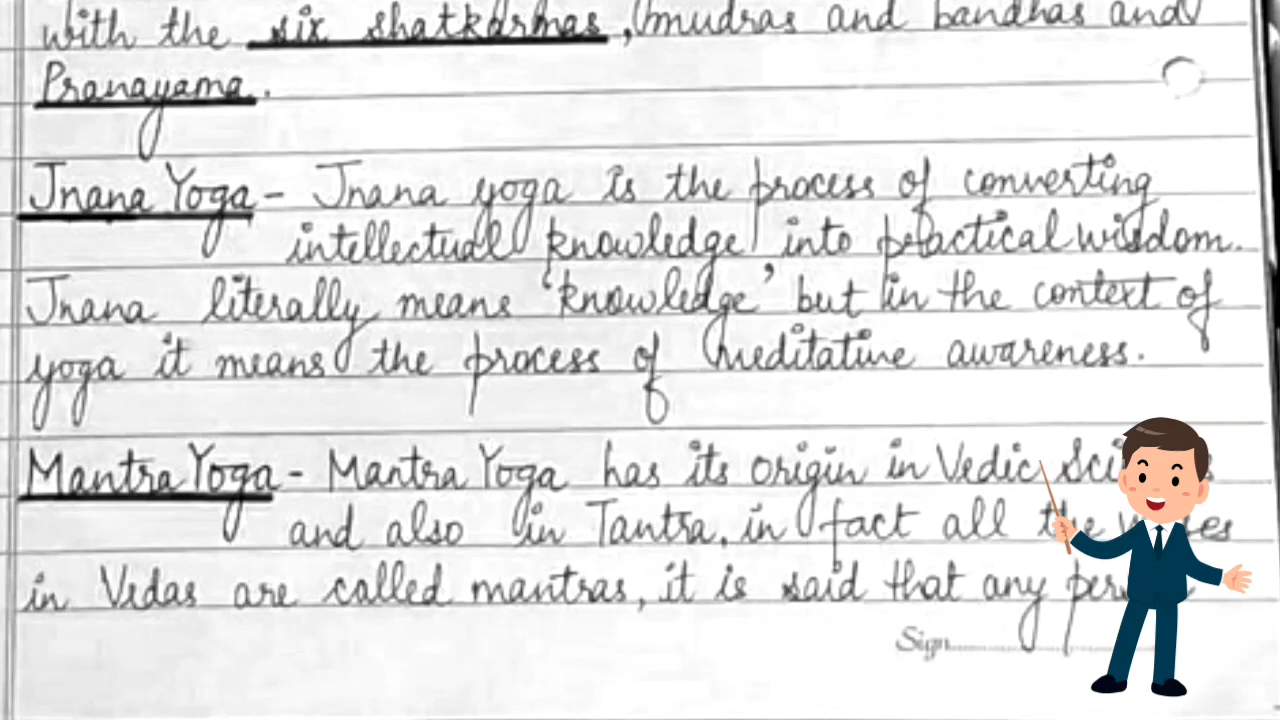 with the six shatkarmas, mudras and bandhas and
Pranayama.
Jnana Yoga - Jnana yoga is the process of converting
intellectual knowledge into practical wisdom.
Jnana literally means 'knowledge' but in the context of
yoga it means the process of meditative awareness.
Mantra Yoga - Mantra Yoga has its origin in Vedic
and also in Tantra, in fact all the
in Vedas are called mantras, it is said that any
Sign